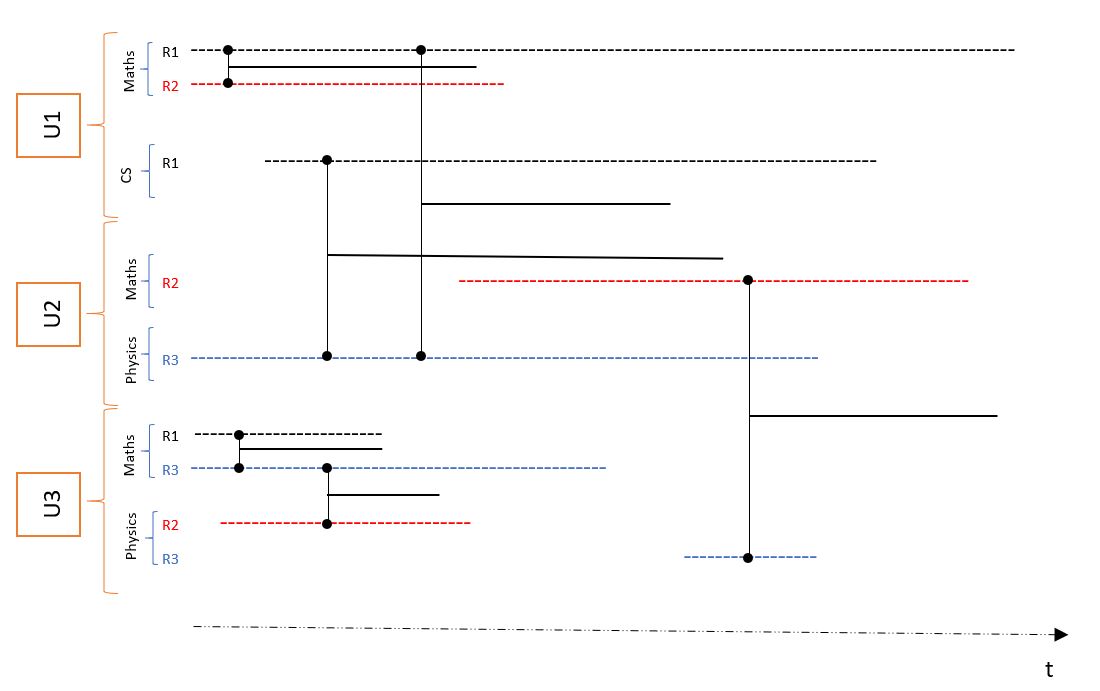 U1
Maths
R1
R2
CS
R1
U2
Maths
R2
Physics
R3
U3
Maths
R1
R3
Physics
R2
R3
t